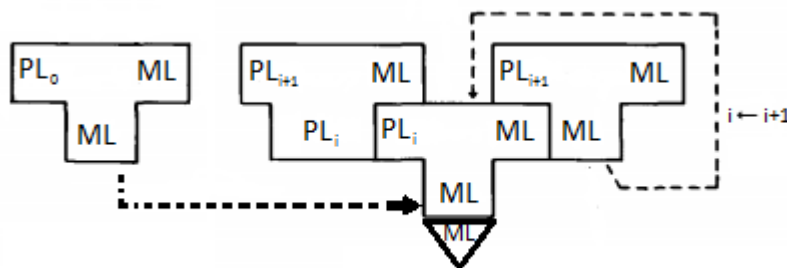 PL₀ ML
ML
PLᵢ₊₁ ML
PLᵢ
PLᵢ ML
ML
ML
PLᵢ₊₁ ML
ML
i ← i+1